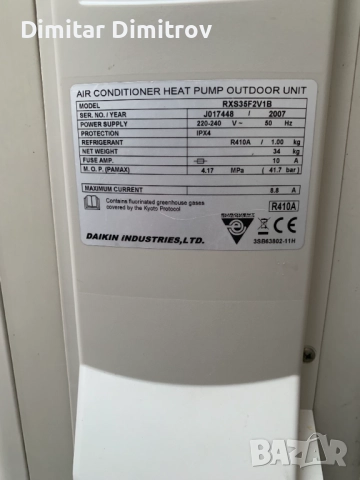 Dimitar Dimitrov
AIR CONDITIONER HEAT PUMP OUTDOOR UNIT
MODEL RXS35F2V1B
SER. NO. / YEAR J017448 / 2007
POWER SUPPLY 220-240 V ~ 50 Hz
PROTECTION IPX4
REFRIGERANT R410A / 1.00 kg
NET WEIGHT 34 kg
FUSE AMP. 10 A
M. O. P. (PAMAX) 4.17 MPa ( 41.7 bar)
MAXIMUM CURRENT 8.8 A
Contains fluorinated greenhouse gases
covered by the Kyoto Protocol
R410A
DAIKIN INDUSTRIES,LTD.
3SB63802-11H
BAZAR